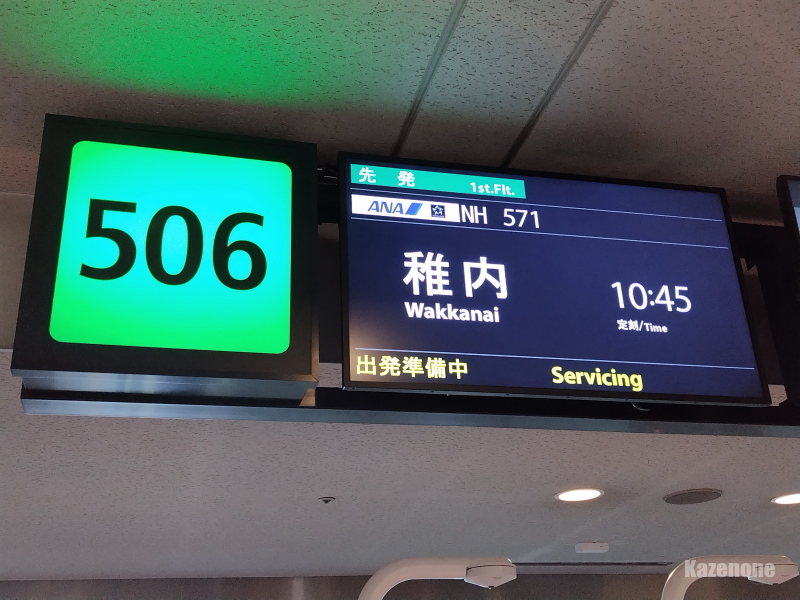 506
先発 1st.Flt.
ANA NH 571
稚内 10:45
Wakkanai 定刻/Time
出発準備中 Servicing
Kazenone